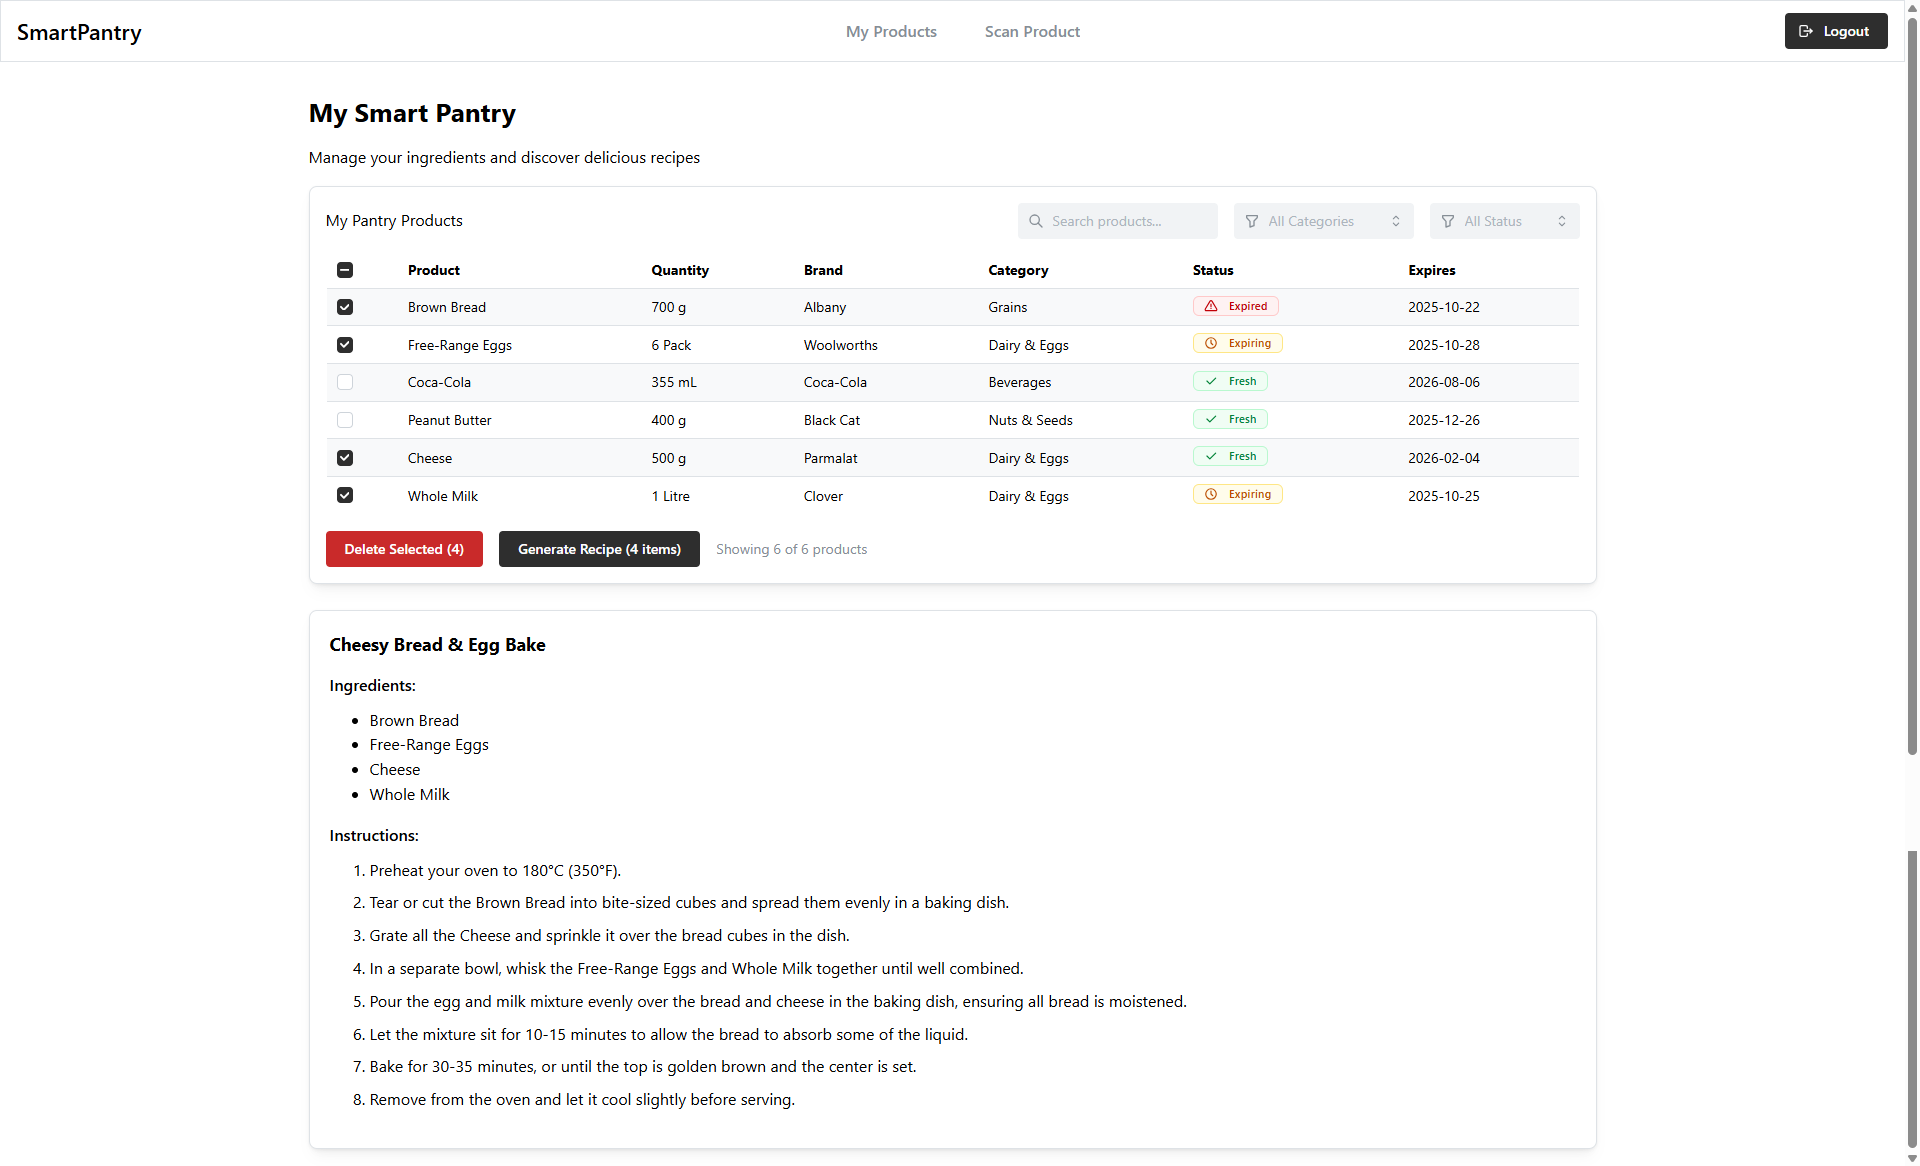 SmartPantry My Products Scan Product Logout
My Smart Pantry
Manage your ingredients and discover delicious recipes
My Pantry Products Search products... All Categories All Status
Product Quantity Brand Category Status Expires
Brown Bread 700 g Albany Grains Expired 2025-10-22
Free-Range Eggs 6 Pack Woolworths Dairy & Eggs Expiring 2025-10-28
Coca-Cola 355 mL Coca-Cola Beverages Fresh 2026-08-06
Peanut Butter 400 g Black Cat Nuts & Seeds Fresh 2025-12-26
Cheese 500 g Parmalat Dairy & Eggs Fresh 2026-02-04
Whole Milk 1 Litre Clover Dairy & Eggs Expiring 2025-10-25
Delete Selected (4) Generate Recipe (4 items) Showing 6 of 6 products
Cheesy Bread & Egg Bake
Ingredients:
• Brown Bread
• Free-Range Eggs
• Cheese
• Whole Milk
Instructions:
1. Preheat your oven to 180°C (350°F).
2. Tear or cut the Brown Bread into bite-sized cubes and spread them evenly in a baking dish.
3. Grate all the Cheese and sprinkle it over the bread cubes in the dish.
4. In a separate bowl, whisk the Free-Range Eggs and Whole Milk together until well combined.
5. Pour the egg and milk mixture evenly over the bread and cheese in the baking dish, ensuring all bread is moistened.
6. Let the mixture sit for 10-15 minutes to allow the bread to absorb some of the liquid.
7. Bake for 30-35 minutes, or until the top is golden brown and the center is set.
8. Remove from the oven and let it cool slightly before serving.